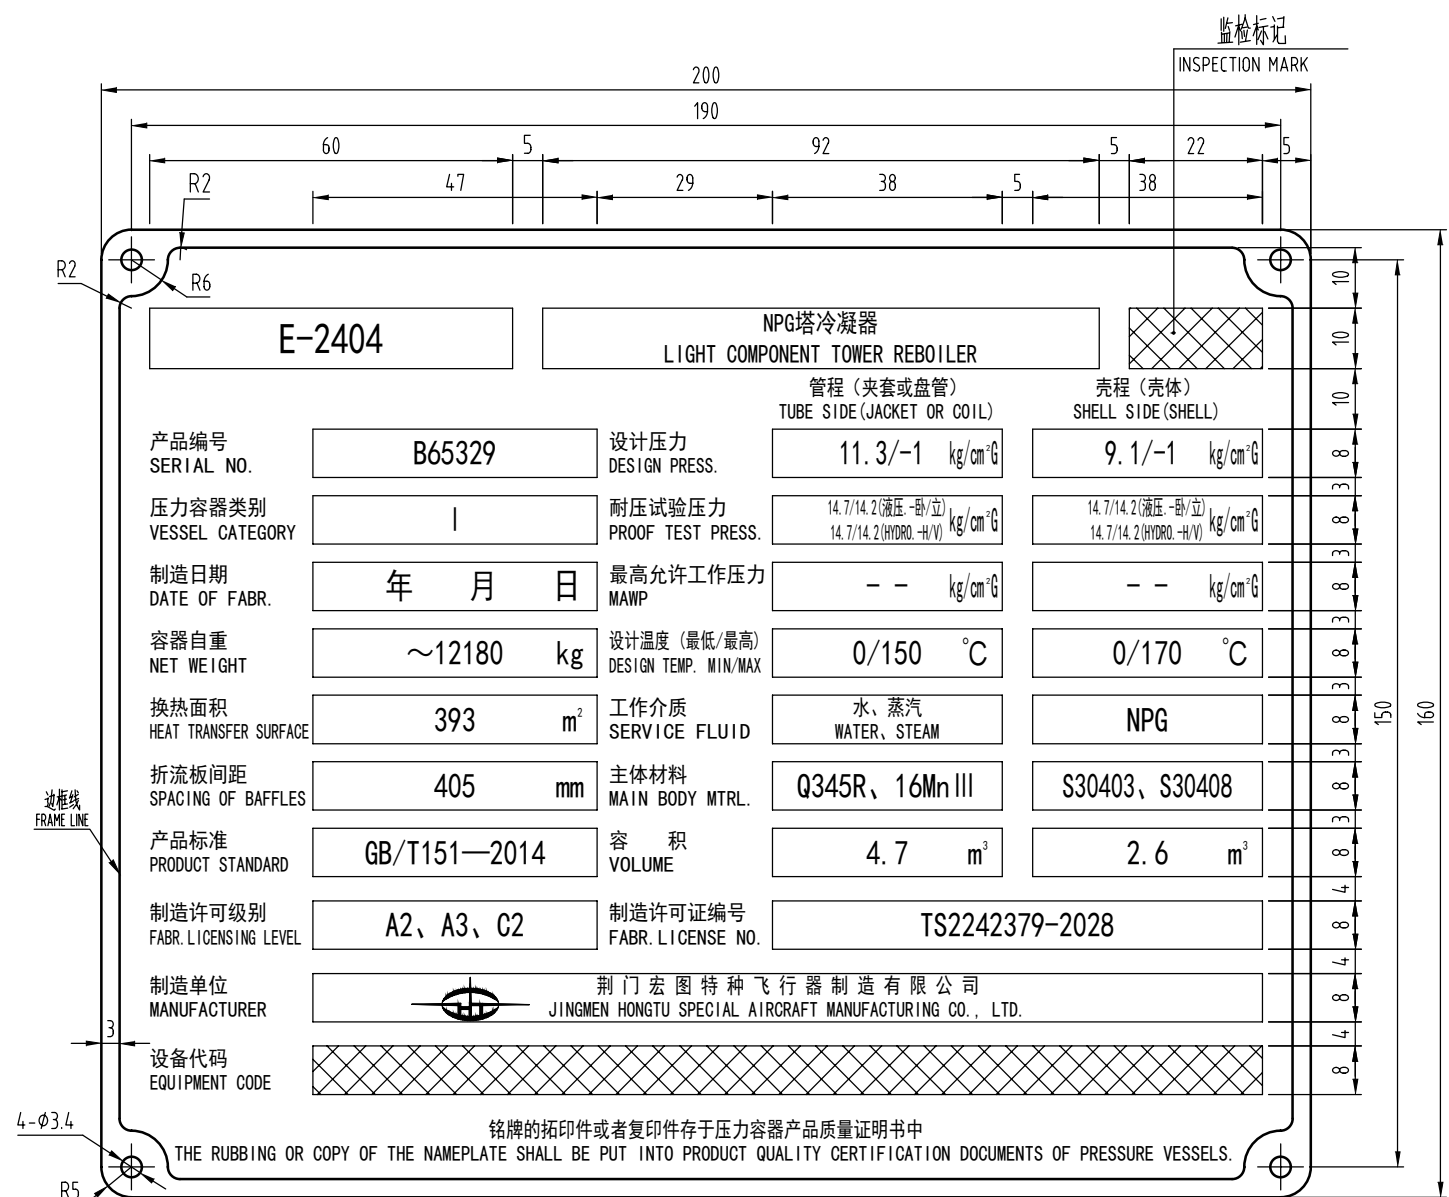 监检标记
INSPECTION MARK
200
190
60
5
92
5
22
5
47
29
38
5
38
R2
R2
R6
E-2404
NPG塔冷凝器
LIGHT COMPONENT TOWER REBOILER
10
10
10
管程（夹套或盘管）
TUBE SIDE(JACKET OR COIL)
壳程（壳体）
SHELL SIDE(SHELL)
产品编号
SERIAL NO.
B65329
设计压力
DESIGN PRESS.
11.3/-1 kg/cm²G
9.1/-1 kg/cm²G
8
3
压力容器类别
VESSEL CATEGORY
I
耐压试验压力
PROOF TEST PRESS.
14.7/14.2(液压.-卧/立)
14.7/14.2(HYDRO.-H/V)
kg/cm²G
14.7/14.2(液压.-卧/立)
14.7/14.2(HYDRO.-H/V)
kg/cm²G
8
3
制造日期
DATE OF FABR.
年 月 日
最高允许工作压力
MAWP
-- kg/cm²G
-- kg/cm²G
8
3
容器自重
NET WEIGHT
～12180 kg
设计温度（最低/最高）
DESIGN TEMP. MIN/MAX
0/150 ℃
0/170 ℃
8
3
换热面积
HEAT TRANSFER SURFACE
393 m²
工作介质
SERVICE FLUID
水、蒸汽
WATER、STEAM
NPG
8
3
150
160
折流板间距
SPACING OF BAFFLES
405 mm
主体材料
MAIN BODY MTRL.
Q345R、16MnⅢ
S30403、S30408
8
3
边框线
FRAME LINE
产品标准
PRODUCT STANDARD
GB/T151—2014
容 积
VOLUME
4.7 m³
2.6 m³
8
4
制造许可级别
FABR.LICENSING LEVEL
A2、A3、C2
制造许可证编号
FABR.LICENSE NO.
TS2242379-2028
8
4
制造单位
MANUFACTURER
HT
荆门宏图特种飞行器制造有限公司
JINGMEN HONGTU SPECIAL AIRCRAFT MANUFACTURING CO., LTD.
8
4
3
设备代码
EQUIPMENT CODE
8
4-Φ3.4
铭牌的拓印件或者复印件存于压力容器产品质量证明书中
THE RUBBING OR COPY OF THE NAMEPLATE SHALL BE PUT INTO PRODUCT QUALITY CERTIFICATION DOCUMENTS OF PRESSURE VESSELS.
R5